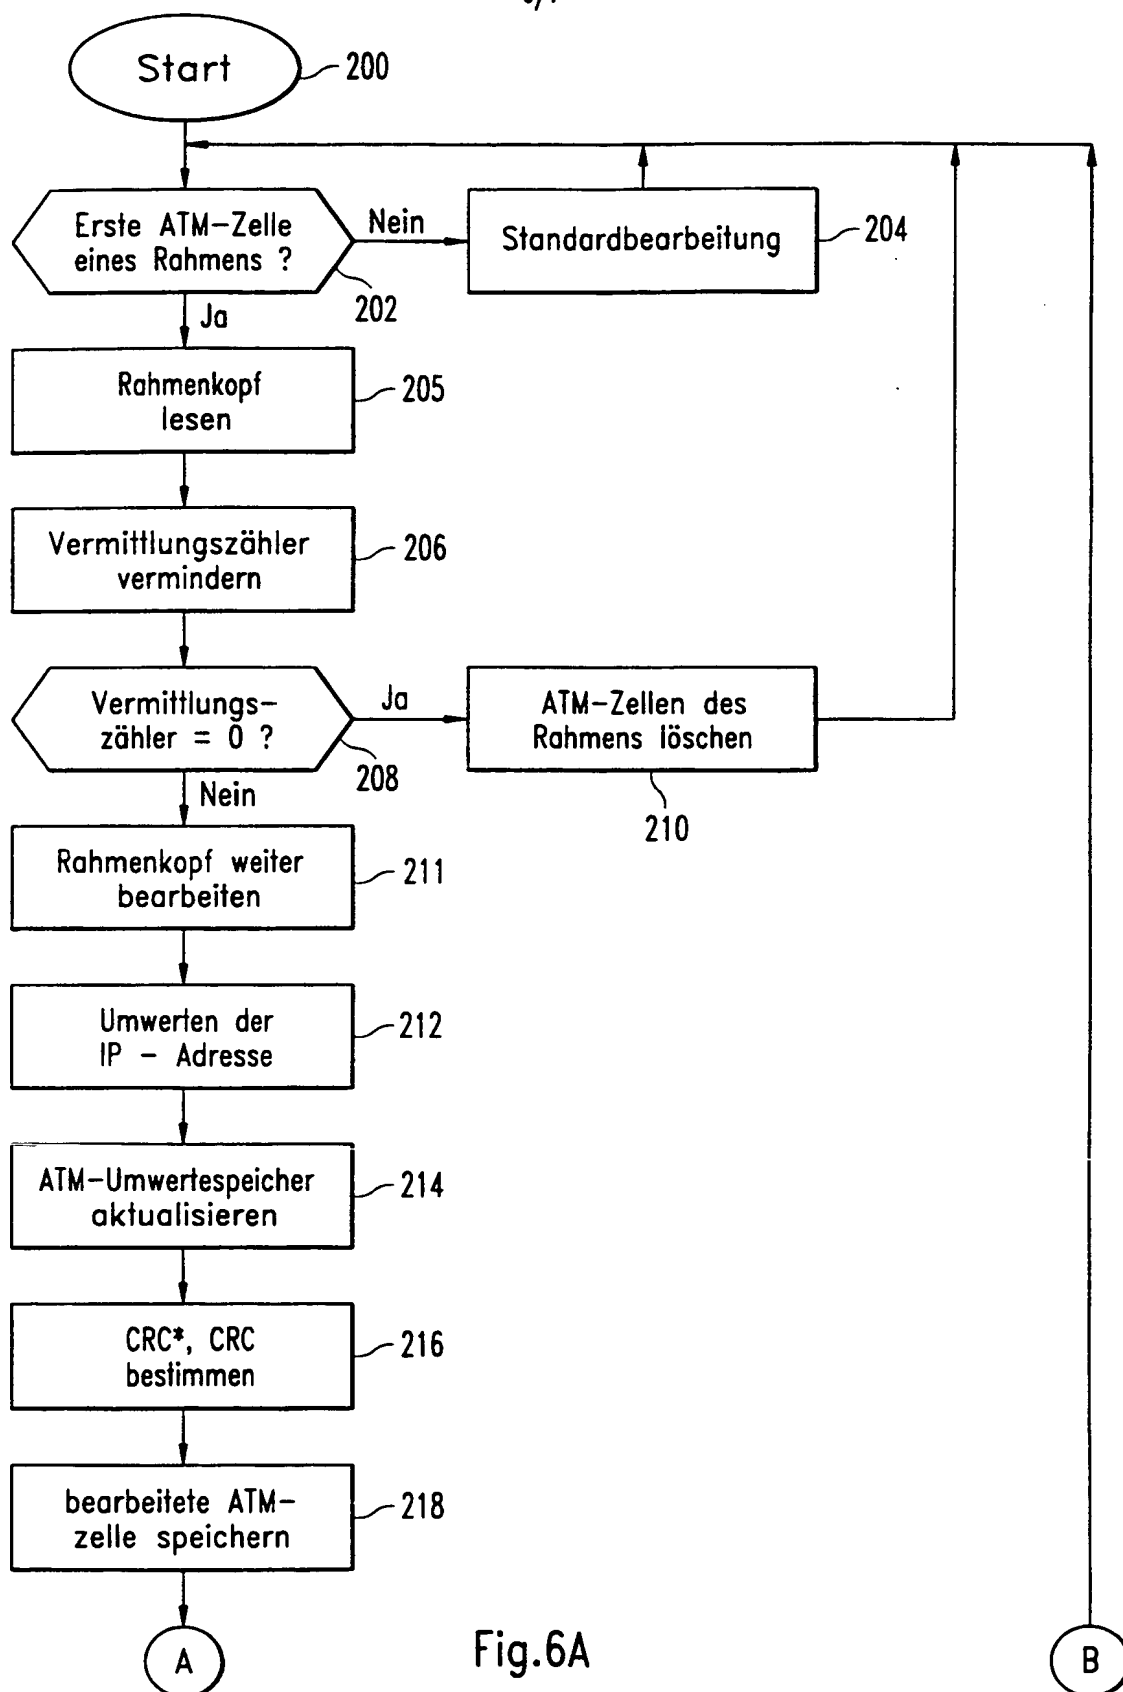 Start
200
Erste ATM-Zelle
eines Rahmens ?
Nein
202
Standardbearbeitung
204
Ja
Rahmenkopf
lesen
205
Vermittlungszähler
vermindern
206
Vermittlungs-
zähler = 0 ?
Ja
208
ATM-Zellen des
Rahmens löschen
210
Nein
Rahmenkopf weiter
bearbeiten
211
Umwerten der
IP - Adresse
212
ATM-Umwertespeicher
aktualisieren
214
CRC*, CRC
bestimmen
216
bearbeitete ATM-
zelle speichern
218
A
Fig.6A
B